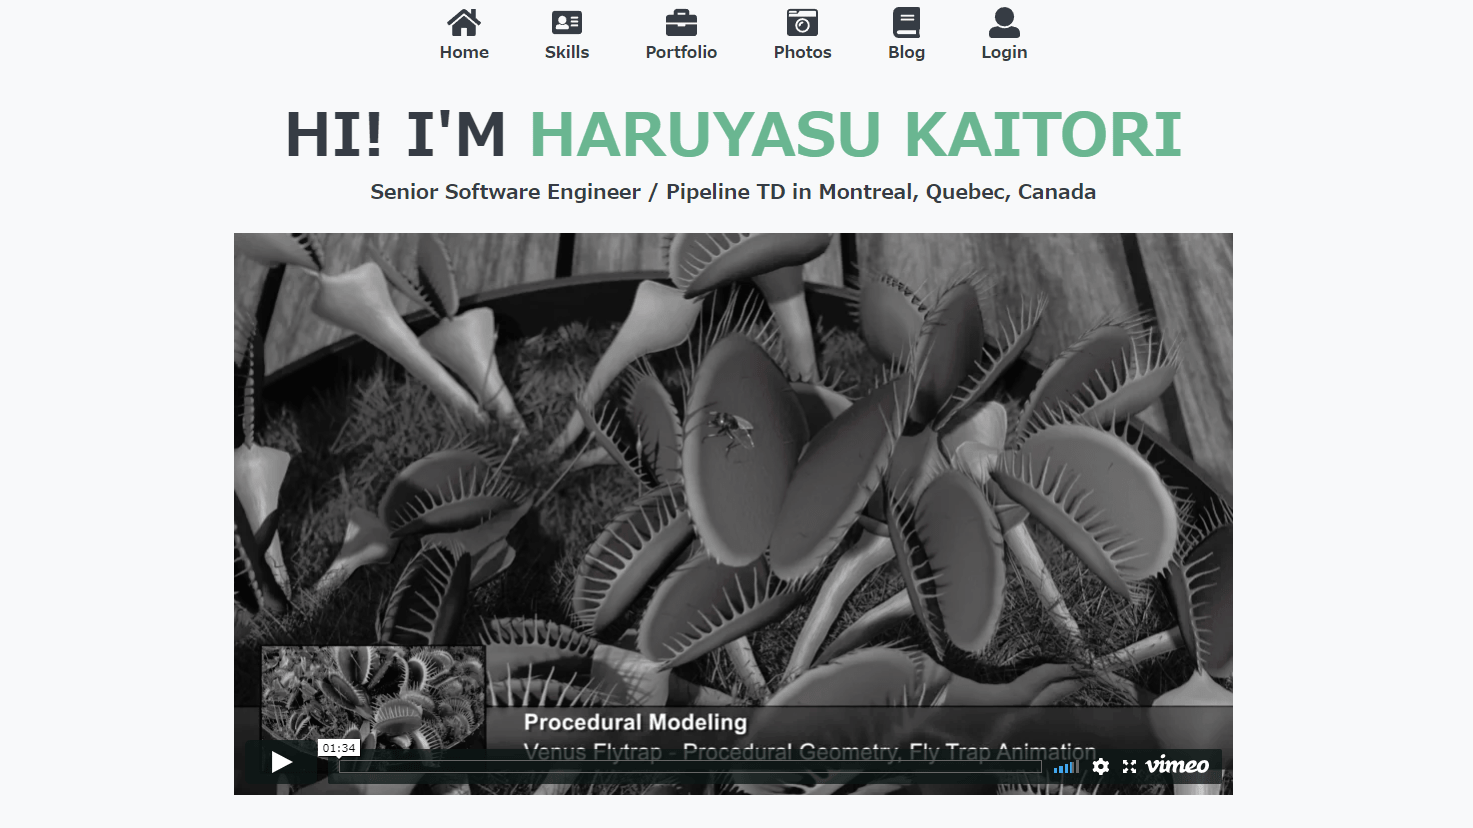 Home Skills Portfolio Photos Blog Login
HI! I'M HARUYASU KAITORI
Senior Software Engineer / Pipeline TD in Montreal, Quebec, Canada
Procedural Modeling
Venus Flytrap - Procedural Geometry, Fly Trap Animation
01:34
vimeo